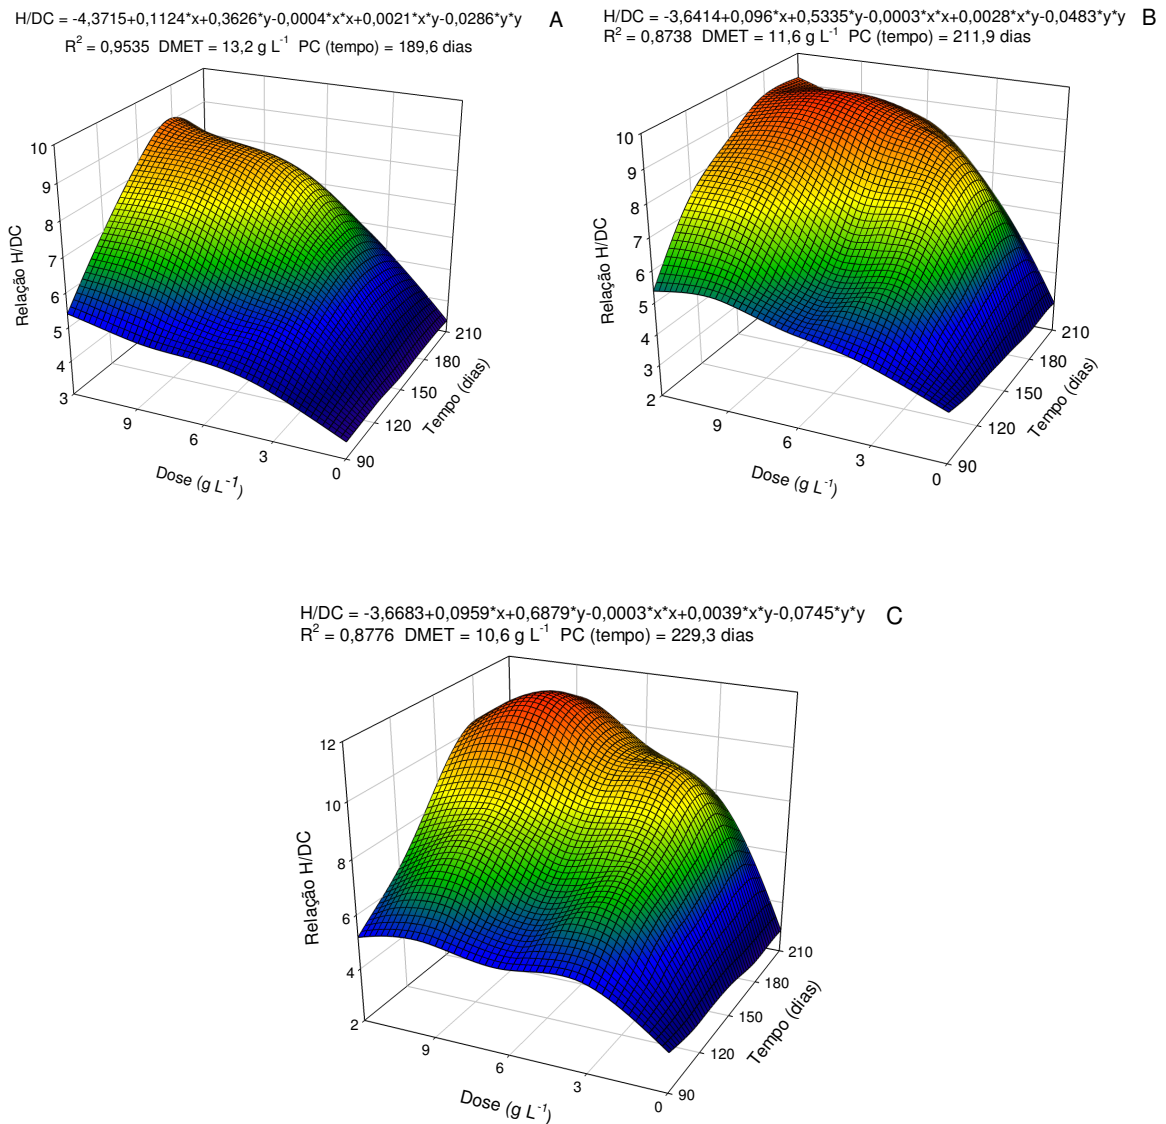 H/DC = -4,3715+0,1124*x+0,3626*y-0,0004*x*x+0,0021*x*y-0,0286*y*y
A
R² = 0,9535 DMET = 13,2 g L⁻¹ PC (tempo) = 189,6 dias
10
9
8
7
6
5
4
3
Relação H/DC
9
6
3
0
Dose (g L⁻¹)
90
120
150
180
210
Tempo (dias)
H/DC = -3,6414+0,096*x+0,5335*y-0,0003*x*x+0,0028*x*y-0,0483*y*y
B
R² = 0,8738 DMET = 11,6 g L⁻¹ PC (tempo) = 211,9 dias
10
9
8
7
6
5
4
3
2
Relação H/DC
9
6
3
0
Dose (g L⁻¹)
90
120
150
180
210
Tempo (dias)
H/DC = -3,6683+0,0959*x+0,6879*y-0,0003*x*x+0,0039*x*y-0,0745*y*y
C
R² = 0,8776 DMET = 10,6 g L⁻¹ PC (tempo) = 229,3 dias
12
10
8
6
4
2
Relação H/DC
9
6
3
0
Dose (g L⁻¹)
90
120
150
180
210
Tempo (dias)